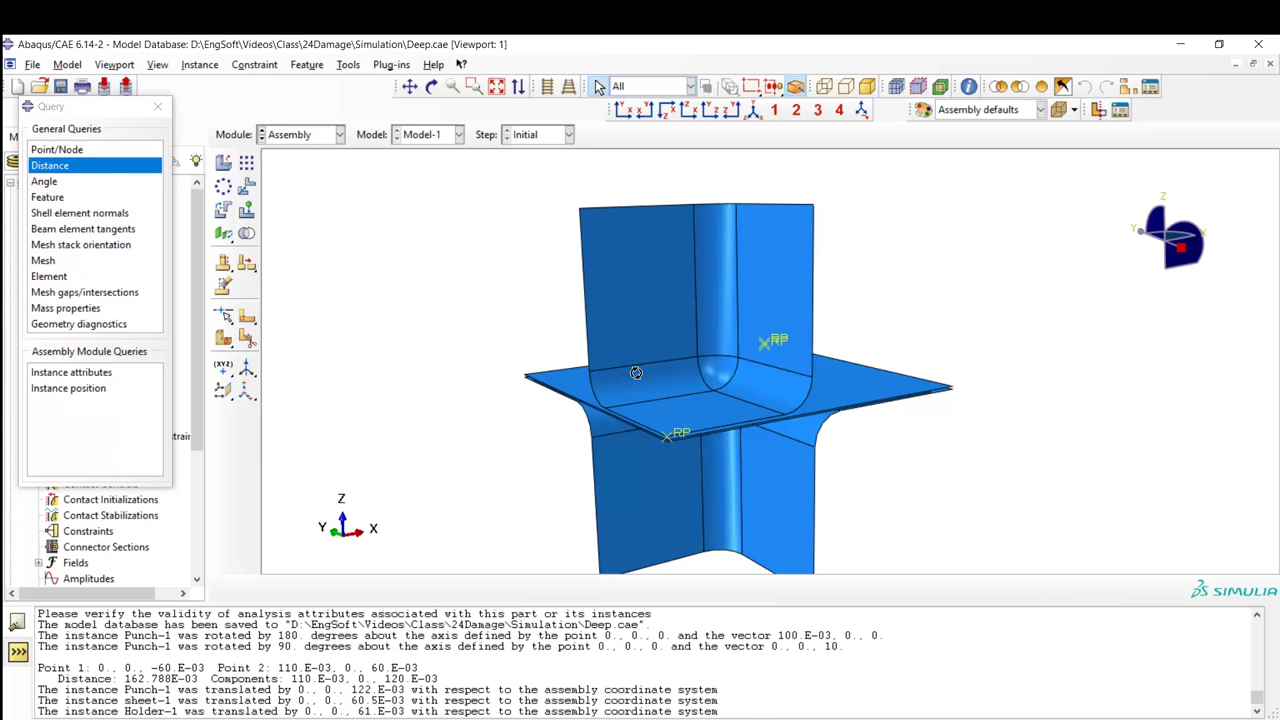 Abaqus/CAE 6.14-2 - Model Database: D:\EngSoft\Videos\Class\24Damage\Simulation\Deep.cae [Viewport: 1]
File Model Viewport View Instance Constraint Feature Tools Plug-ins Help
All
1 2 3 4 Assembly defaults
Module: Assembly Model: Model-1 Step: Initial
Query
General Queries
Point/Node
Distance
Angle
Feature
Shell element normals
Beam element tangents
Mesh stack orientation
Mesh
Element
Mesh gaps/intersections
Mass properties
Geometry diagnostics
Assembly Module Queries
Instance attributes
Instance position
Contact Initializations
Contact Stabilizations
Constraints
Connector Sections
Fields
Amplitudes
Z
Y
X
RP
RP
Z
Y
X
SIMULIA
Please verify the validity of analysis attributes associated with this part or its instances
The model database has been saved to "D:\EngSoft\Videos\Class\24Damage\Simulation\Deep.cae".
The instance Punch-1 was rotated by 180. degrees about the axis defined by the point 0., 0., 0. and the vector 100.E-03, 0., 0.
The instance Punch-1 was rotated by 90. degrees about the axis defined by the point 0., 0., 0. and the vector 0., 0., 10.
Point 1: 0., 0., -60.E-03 Point 2: 110.E-03, 0., 60.E-03
Distance: 162.788E-03 Components: 110.E-03, 0., 120.E-03
The instance Punch-1 was translated by 0., 0., 122.E-03 with respect to the assembly coordinate system
The instance sheet-1 was translated by 0., 0., 60.5E-03 with respect to the assembly coordinate system
The instance Holder-1 was translated by 0., 0., 61.E-03 with respect to the assembly coordinate system